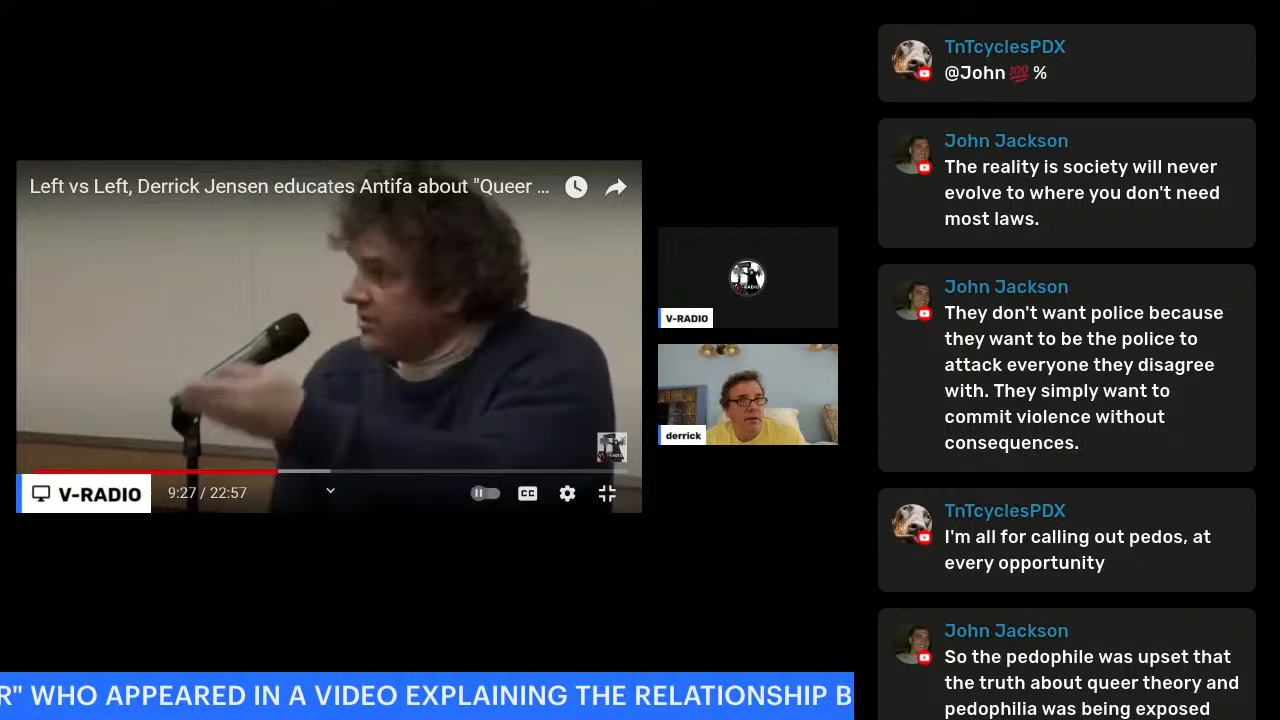 Left vs Left, Derrick Jensen educates Antifa about "Queer ...
V-RADIO
9:27 / 22:57
CC
V-RADIO
derrick
R" WHO APPEARED IN A VIDEO EXPLAINING THE RELATIONSHIP B
TnTcyclesPDX
@John 💯 %
John Jackson
The reality is society will never
evolve to where you don't need
most laws.
John Jackson
They don't want police because
they want to be the police to
attack everyone they disagree
with. They simply want to
commit violence without
consequences.
TnTcyclesPDX
I'm all for calling out pedos, at
every opportunity
John Jackson
So the pedophile was upset that
the truth about queer theory and
pedophilia was being exposed